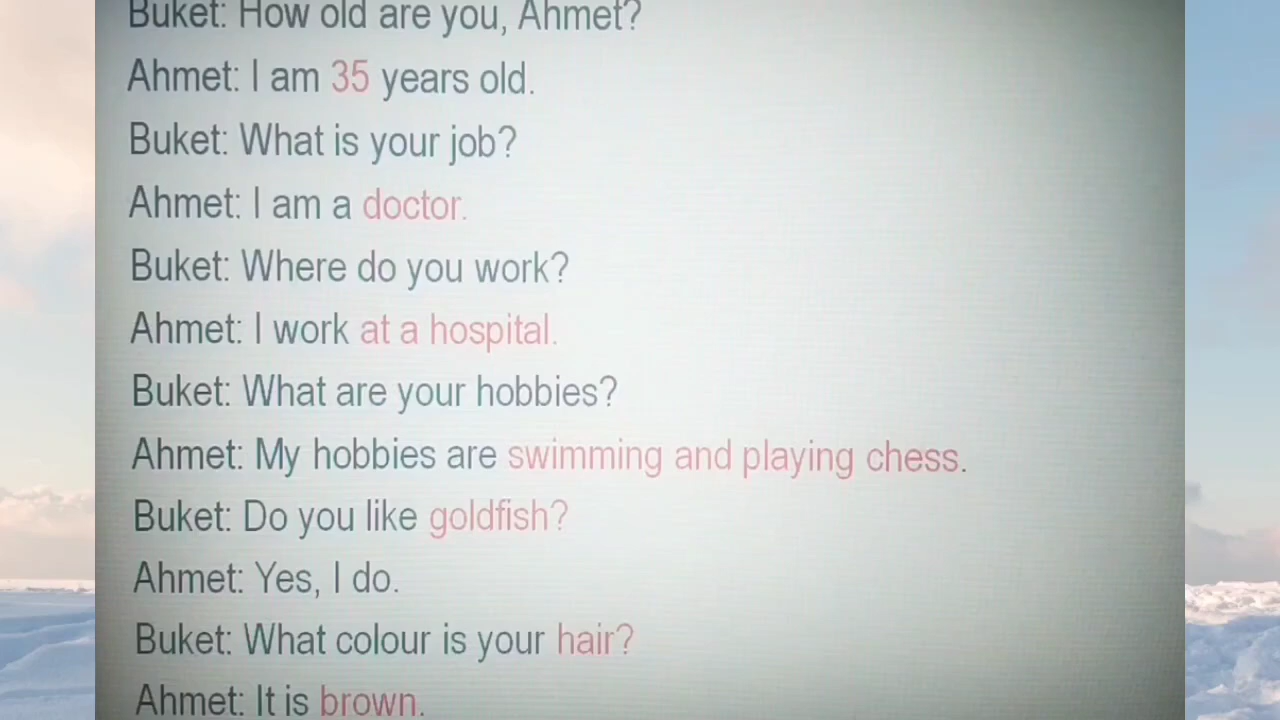 Buket: How old are you, Ahmet?
Ahmet: I am 35 years old.
Buket: What is your job?
Ahmet: I am a doctor.
Buket: Where do you work?
Ahmet: I work at a hospital.
Buket: What are your hobbies?
Ahmet: My hobbies are swimming and playing chess.
Buket: Do you like goldfish?
Ahmet: Yes, I do.
Buket: What colour is your hair?
Ahmet: It is brown.